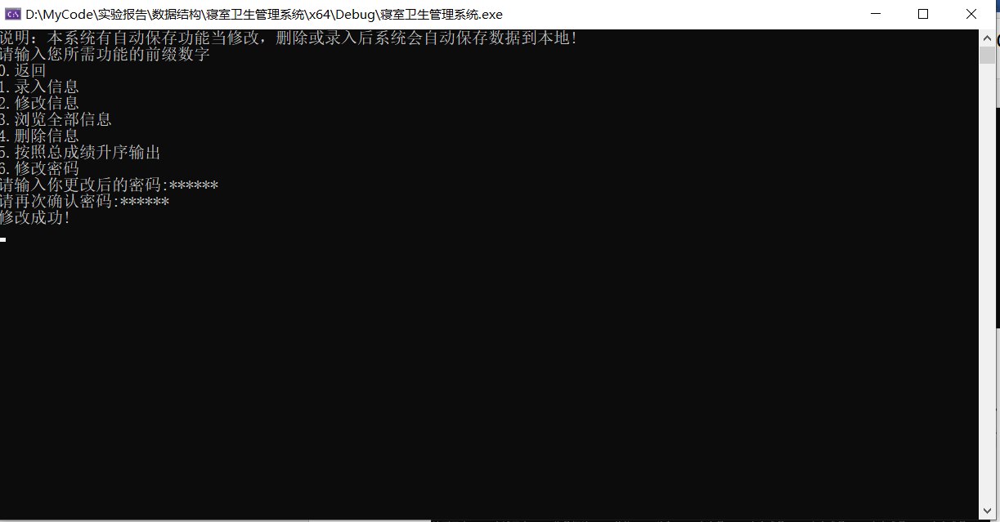 D:\MyCode\实验报告\数据结构\寝室卫生管理系统\x64\Debug\寝室卫生管理系统.exe
说明：本系统有自动保存功能当修改，删除或录入后系统会自动保存数据到本地！
请输入您所需功能的前缀数字
0.返回
1.录入信息
2.修改信息
3.浏览全部信息
4.删除信息
5.按照总成绩升序输出
6.修改密码
请输入你更改后的密码:******
请再次确认密码:******
修改成功!